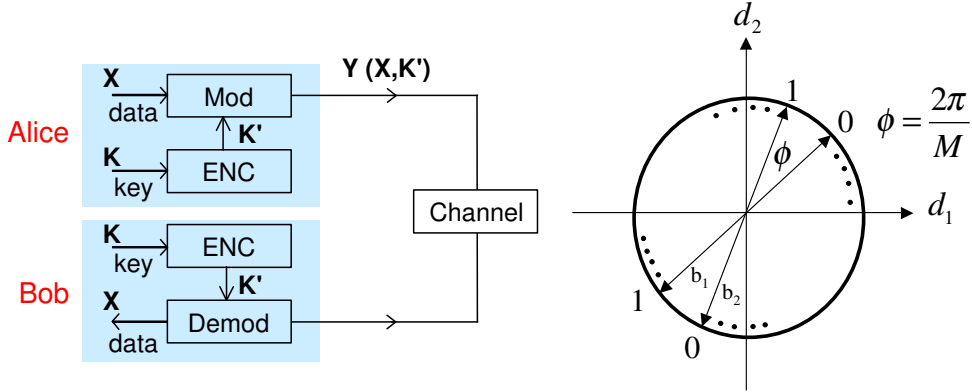 Alice
X
data
Mod
K'
K
key
ENC
Y (X,K')
Channel
Bob
K
key
ENC
K'
X
data
Demod
d₂
1
0
ϕ
ϕ = 2π/M
d₁
b₁
b₂
1
0